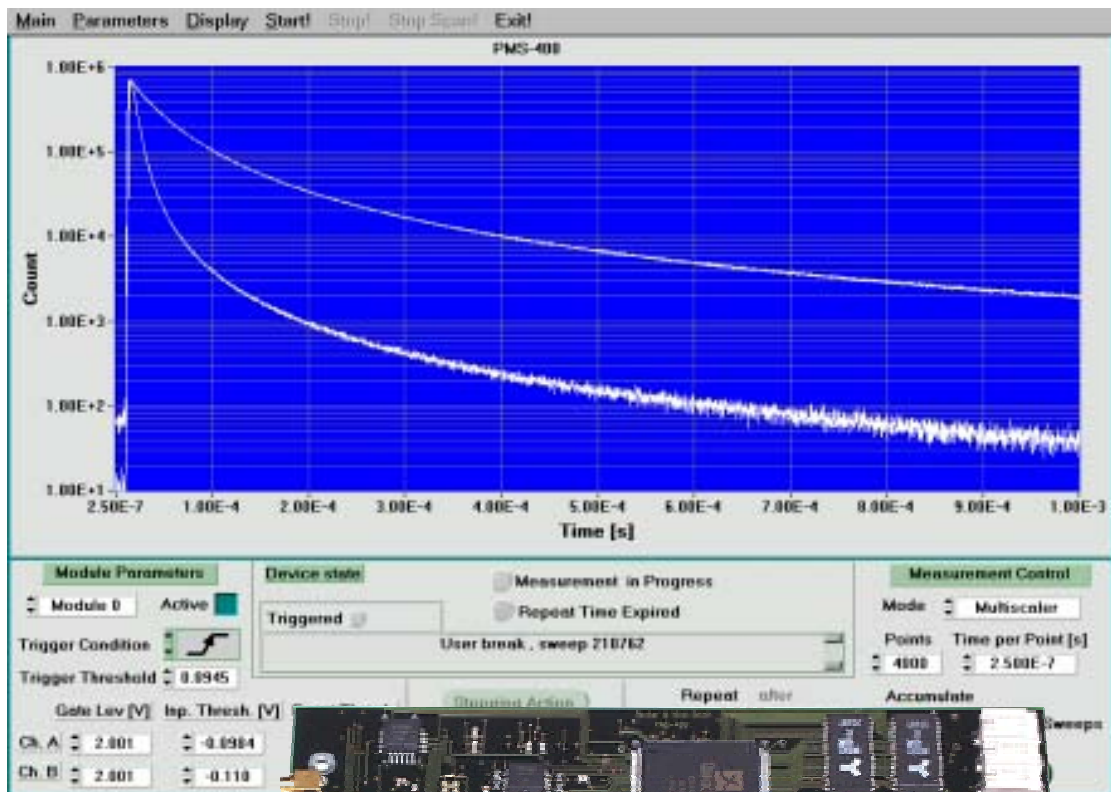 Main Parameters Display Start! Stop! Stop Scan! Exit!
PMS-400
1.00E+6
1.00E+5
1.00E+4
1.00E+3
1.00E+2
1.00E+1
Count
2.50E-7 1.00E-4 2.00E-4 3.00E-4 4.00E-4 5.00E-4 6.00E-4 7.00E-4 8.00E-4 9.00E-4 1.00E-3
Time [s]
Module Parameters
Module 0 Active
Trigger Condition
Trigger Threshold 0.0945
Gate Lev [V] Inp. Thresh. [V]
Ch. A 2.001 -0.0984
Ch. B 2.001 -0.110
Device state
Measurement in Progress
Triggered
Repeat Time Expired
User break , sweep 210762
Stopping Action
Repeat after
Measurement Control
Mode Multiscaler
Points Time per Point [s]
4000 2.500E-7
Accumulate
Sweeps